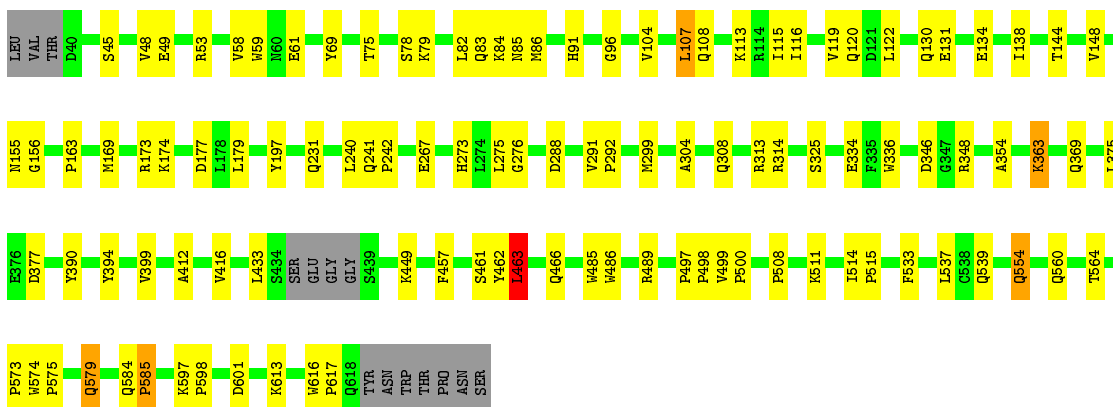 LEU VAL THR D40 S45 V48 E49 R53 V58 W59 N60 E61 Y69 T75 S78 K79 L82 Q83 K84 N85 M86 H91 G96 V104 L107 Q108 K113 R114 I115 I116 V119 Q120 D121 L122 Q130 E131 E134 I138 T144 V148
N155 G156 P163 M169 R173 K174 D177 L178 L179 Y197 Q231 L240 Q241 P242 E267 H273 L274 L275 G276 D288 V291 P292 M299 A304 Q308 R313 R314 S325 E334 F335 W336 D346 G347 R348 A354 K363 Q369 L375
E376 D377 Y390 Y394 V399 A412 V416 L433 S434 SER GLU GLY GLY S439 K449 F457 S461 Y462 L463 Q466 W485 W486 R489 P497 P498 V499 P500 P508 K511 I514 P515 F533 L537 C538 Q539 Q554 Q560 T564
P573 W574 P575 Q579 Q584 P585 K597 P598 D601 K613 W616 P617 Q618 TYR ASN TRP THR PRO ASN SER